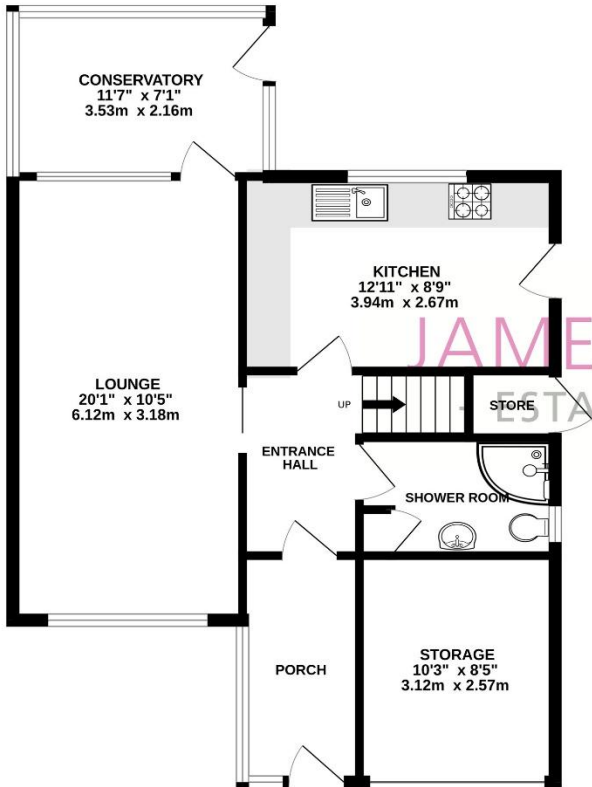 CONSERVATORY
11'7" x 7'1"
3.53m x 2.16m
KITCHEN
12'11" x 8'9"
3.94m x 2.67m
JAME
ESTA
LOUNGE
20'1" x 10'5"
6.12m x 3.18m
UP
STORE
ENTRANCE
HALL
SHOWER ROOM
STORAGE
10'3" x 8'5"
3.12m x 2.57m
PORCH